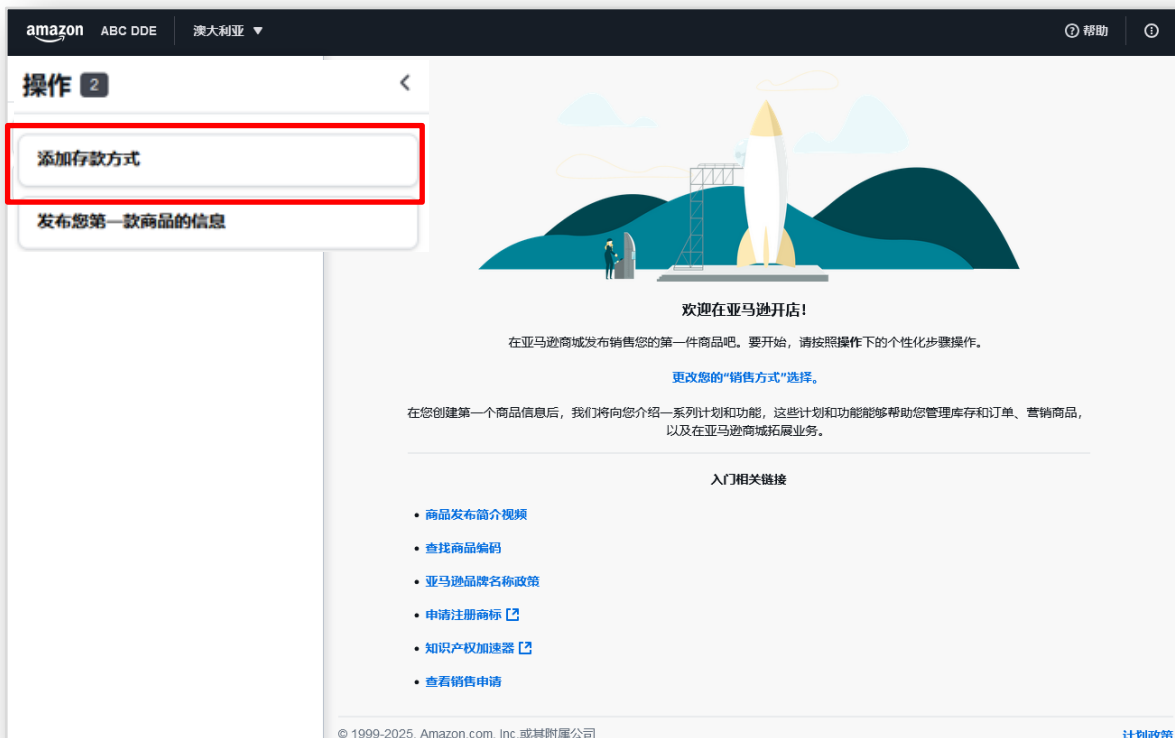 amazon ABC DDE 澳大利亚 ▼ 帮助
操作 2
添加存款方式
发布您第一款商品的信息
欢迎在亚马逊开店！
在亚马逊商城发布销售您的第一件商品吧。要开始，请按照操作下的个性化步骤操作。
更改您的“销售方式”选择。
在您创建第一个商品信息后，我们将向您介绍一系列计划和功能，这些计划和功能能够帮助您管理库存和订单、营销商品，
以及在亚马逊商城拓展业务。
入门相关链接
• 商品发布简介视频
• 查找商品编码
• 亚马逊品牌名称政策
• 申请注册商标
• 知识产权加速器
• 查看销售申请
© 1999-2025, Amazon.com, Inc.或其附属公司 计划政策